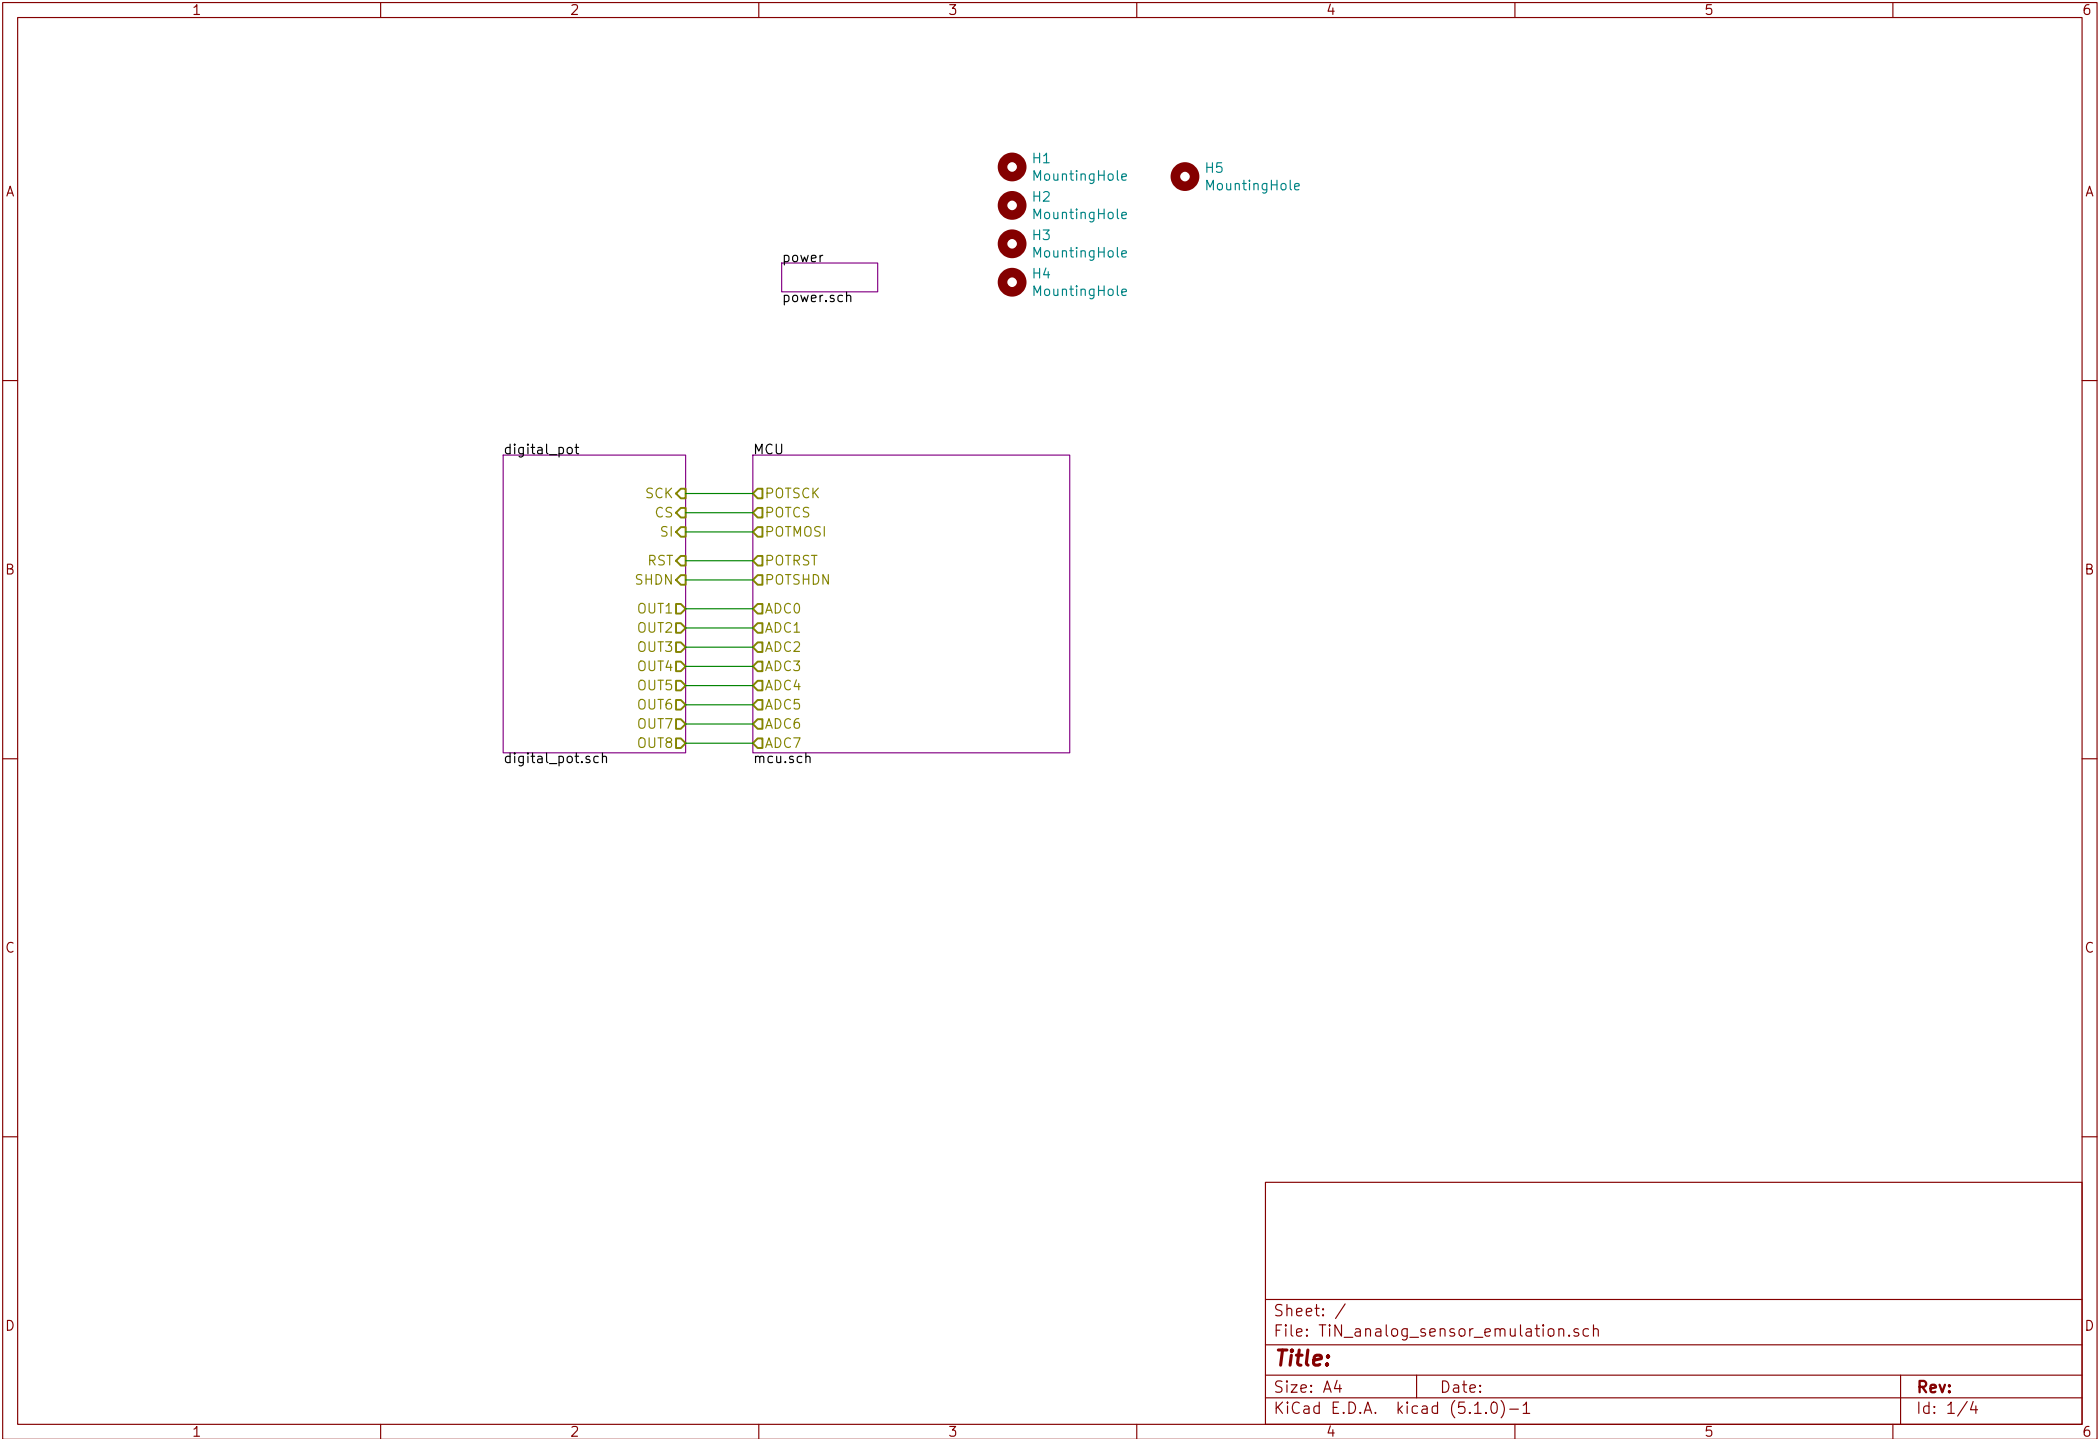 1 2 3 4 5 6
A A
B B
C C
D D
H1
MountingHole
H2
MountingHole
H3
MountingHole
H4
MountingHole
H5
MountingHole
power
power.sch
digital_pot
SCK
CS
SI
RST
SHDN
OUT1
OUT2
OUT3
OUT4
OUT5
OUT6
OUT7
OUT8
digital_pot.sch
MCU
POTSCK
POTCS
POTMOSI
POTRST
POTSHDN
ADC0
ADC1
ADC2
ADC3
ADC4
ADC5
ADC6
ADC7
mcu.sch
Sheet: /
File: TiN_analog_sensor_emulation.sch
Title:
Size: A4 Date: Rev:
KiCad E.D.A. kicad (5.1.0)-1 Id: 1/4
1 2 3 4 5 6